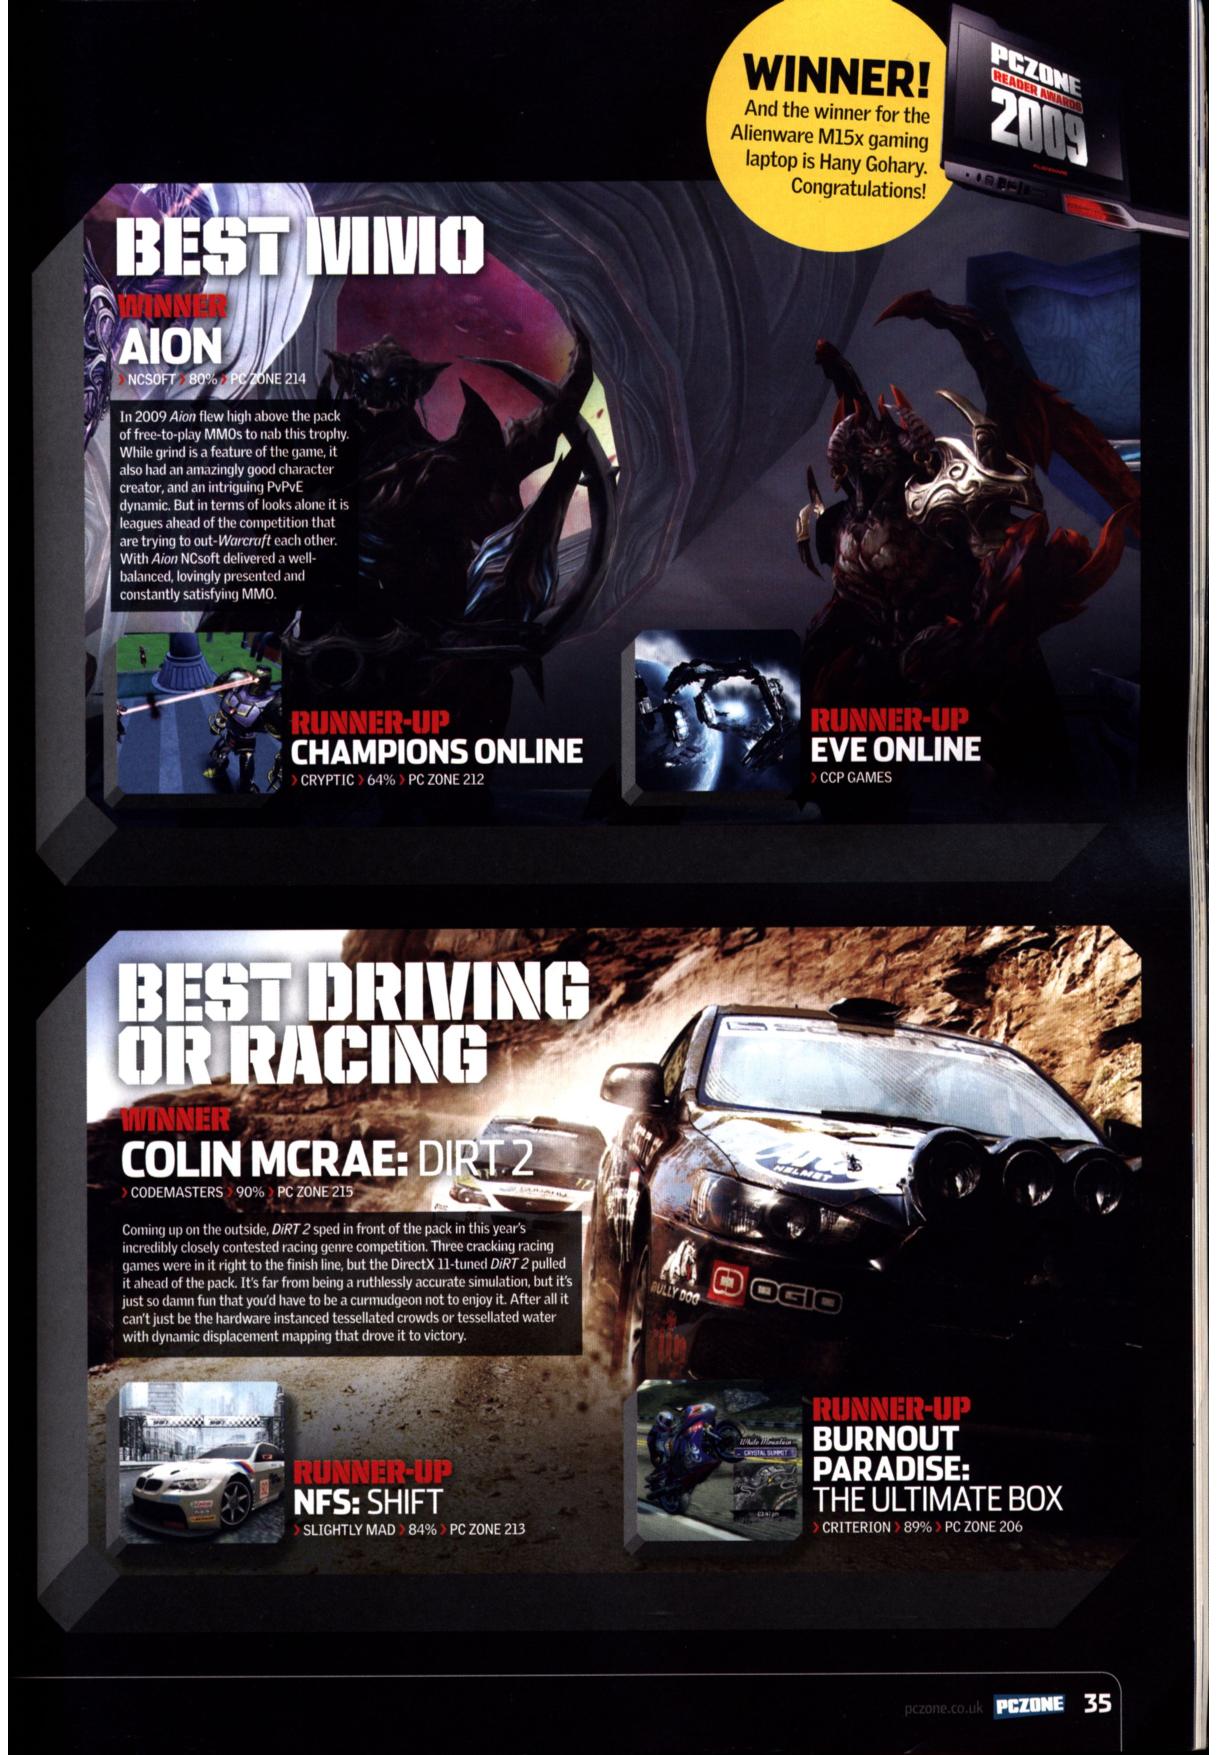 WINNER!
And the winner for the
Alienware M15x gaming
laptop is Hany Gohary.
Congratulations!
PCZONE
READER AWARDS
2009
ALIENWARE
BEST MMO
WINNER
AION
› NCSOFT › 80% › PC ZONE 214
In 2009 Aion flew high above the pack
of free-to-play MMOs to nab this trophy.
While grind is a feature of the game, it
also had an amazingly good character
creator, and an intriguing PvPvE
dynamic. But in terms of looks alone it is
leagues ahead of the competition that
are trying to out-Warcraft each other.
With Aion NCsoft delivered a well-
balanced, lovingly presented and
constantly satisfying MMO.
RUNNER-UP
CHAMPIONS ONLINE
› CRYPTIC › 64% › PC ZONE 212
RUNNER-UP
EVE ONLINE
› CCP GAMES
BEST DRIVING
OR RACING
WINNER
COLIN MCRAE: DIRT 2
› CODEMASTERS › 90% › PC ZONE 215
Coming up on the outside, DiRT 2 sped in front of the pack in this year's
incredibly closely contested racing genre competition. Three cracking racing
games were in it right to the finish line, but the DirectX 11-tuned DiRT 2 pulled
it ahead of the pack. It's far from being a ruthlessly accurate simulation, but it's
just so damn fun that you'd have to be a curmudgeon not to enjoy it. After all it
can't just be the hardware instanced tessellated crowds or tessellated water
with dynamic displacement mapping that drove it to victory.
HELMET
BULLY DOG
OGIO
RUNNER-UP
NFS: SHIFT
› SLIGHTLY MAD › 84% › PC ZONE 213
White Mountain
CRYSTAL SUMMIT
RUNNER-UP
BURNOUT
PARADISE:
THE ULTIMATE BOX
› CRITERION › 89% › PC ZONE 206
pczone.co.uk PCZONE 35